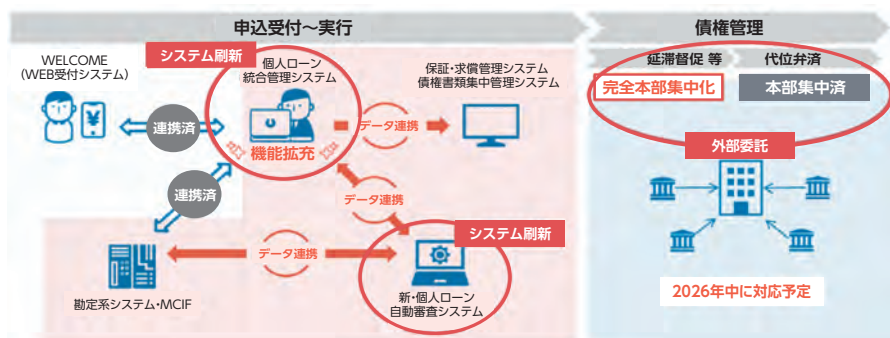 申込受付～実行
債権管理
WELCOME
（WEB受付システム）
システム刷新
個人ローン
統合管理システム
保証・求償管理システム
債権書類集中管理システム
延滞督促 等
代位弁済
完全本部集中化
本部集中済
¥
連携済
機能拡充
データ連携
外部委託
連携済
データ連携
システム刷新
データ連携
勘定系システム・MCIF
新・個人ローン
自動審査システム
2026年中に対応予定